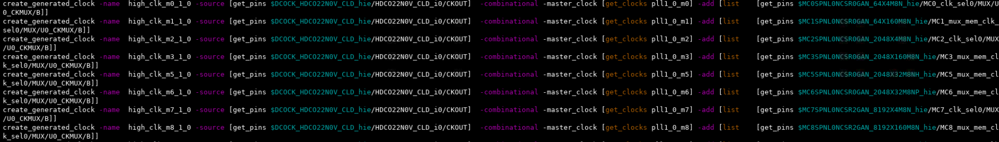 create_generated_clock -name  high_clk_m0_1_0 -source [get_pins $DCOCK_HDCO22N0V_CLD_hie/HDCO22N0V_CLD_i0/CKOUT]  -combinational -master_clock [get_clocks pll1_0_m0] -add [list    [get_pins $MC0SPNL0NCSR0GAN_64X4M8N_hie/MC0_clk_sel0/MUX/U
0_CKMUX/B]]
create_generated_clock -name  high_clk_m1_1_0 -source [get_pins $DCOCK_HDCO22N0V_CLD_hie/HDCO22N0V_CLD_i0/CKOUT]  -combinational -master_clock [get_clocks pll1_0_m1] -add [list    [get_pins $MC1SPNL0NCSR0GAN_64X160M8N_hie/MC1_mux_mem_clk_
sel0/MUX/U0_CKMUX/B]]
create_generated_clock -name  high_clk_m2_1_0 -source [get_pins $DCOCK_HDCO22N0V_CLD_hie/HDCO22N0V_CLD_i0/CKOUT]  -combinational -master_clock [get_clocks pll1_0_m2] -add [list    [get_pins $MC2SPNL0NCSR0GAN_2048X4M8N_hie/MC2_clk_sel0/MUX
/U0_CKMUX/B]]
create_generated_clock -name  high_clk_m3_1_0 -source [get_pins $DCOCK_HDCO22N0V_CLD_hie/HDCO22N0V_CLD_i0/CKOUT]  -combinational -master_clock [get_clocks pll1_0_m3] -add [list    [get_pins $MC3SPNL0NCSR0GAN_2048X160M8N_hie/MC3_mux_mem_cl
k_sel0/MUX/U0_CKMUX/B]]
create_generated_clock -name  high_clk_m5_1_0 -source [get_pins $DCOCK_HDCO22N0V_CLD_hie/HDCO22N0V_CLD_i0/CKOUT]  -combinational -master_clock [get_clocks pll1_0_m5] -add [list    [get_pins $MC5SPNL0NCSR0GAN_2048X32M8NH_hie/MC5_mux_mem_cl
k_sel0/MUX/U0_CKMUX/B]]
create_generated_clock -name  high_clk_m6_1_0 -source [get_pins $DCOCK_HDCO22N0V_CLD_hie/HDCO22N0V_CLD_i0/CKOUT]  -combinational -master_clock [get_clocks pll1_0_m6] -add [list    [get_pins $MC6SPNL0NCSR0GAN_2048X32M8NP_hie/MC6_mux_mem_cl
k_sel0/MUX/U0_CKMUX/B]]
create_generated_clock -name  high_clk_m7_1_0 -source [get_pins $DCOCK_HDCO22N0V_CLD_hie/HDCO22N0V_CLD_i0/CKOUT]  -combinational -master_clock [get_clocks pll1_0_m7] -add [list    [get_pins $MC7SPNL0NCSR2GAN_8192X4M8N_hie/MC7_clk_sel0/MUX
/U0_CKMUX/B]]
create_generated_clock -name  high_clk_m8_1_0 -source [get_pins $DCOCK_HDCO22N0V_CLD_hie/HDCO22N0V_CLD_i0/CKOUT]  -combinational -master_clock [get_clocks pll1_0_m8] -add [list    [get_pins $MC8SPNL0NCSR2GAN_8192X160M8N_hie/MC8_mux_mem_cl
k_sel0/MUX/U0_CKMUX/B]]